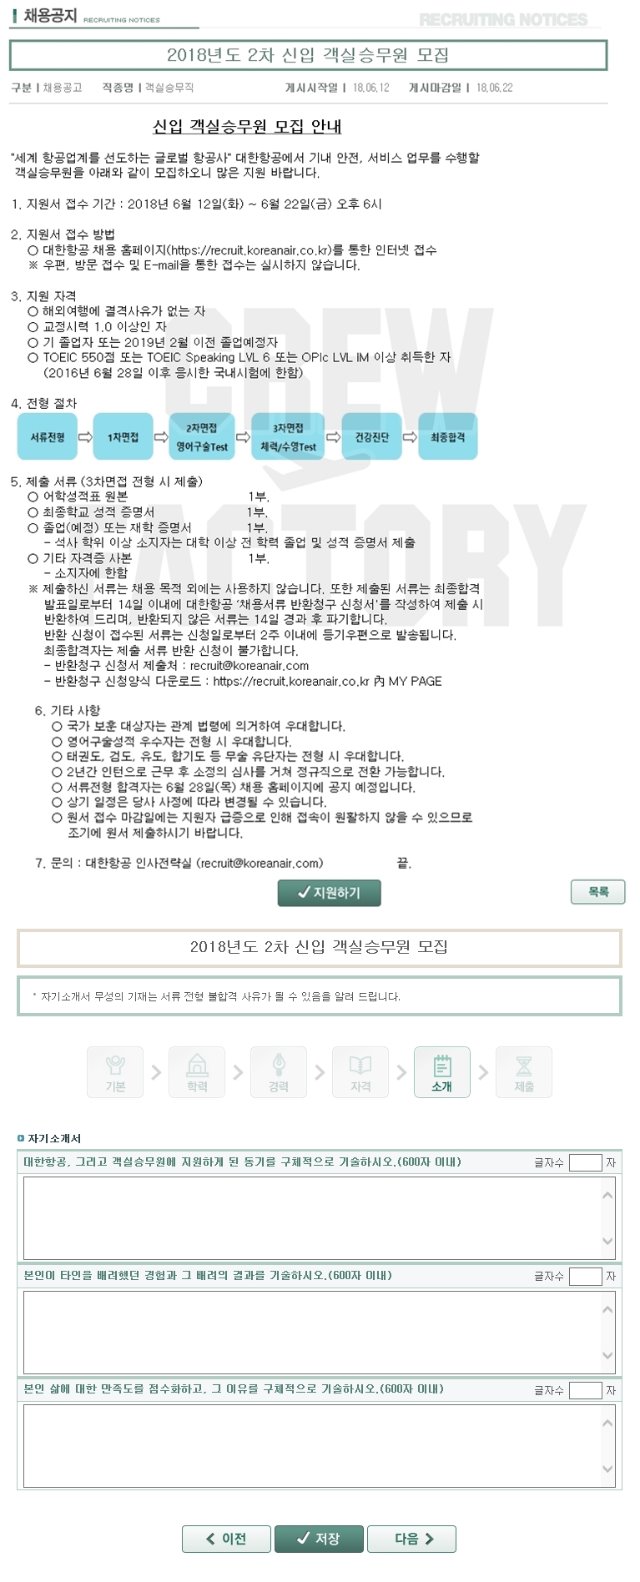 채용공지 RECRUITING NOTICES
RECRUITING NOTICES
2018년도 2차 신입 객실승무원 모집
구분 | 채용공고 직종명 | 객실승무직 게시시작일 | 18.06.12 게시마감일 | 18.06.22
신입 객실승무원 모집 안내
"세계 항공업계를 선도하는 글로벌 항공사" 대한항공에서 기내 안전, 서비스 업무를 수행할
객실승무원을 아래와 같이 모집하오니 많은 지원 바랍니다.
1. 지원서 접수 기간 : 2018년 6월 12일(화) ~ 6월 22일(금) 오후 6시
2. 지원서 접수 방법
○ 대한항공 채용 홈페이지(https://recruit.koreanair.co.kr)를 통한 인터넷 접수
※ 우편, 방문 접수 및 E-mail을 통한 접수는 실시하지 않습니다.
3. 지원 자격
○ 해외여행에 결격사유가 없는 자
○ 교정시력 1.0 이상인 자
○ 기 졸업자 또는 2019년 2월 이전 졸업예정자
○ TOEIC 550점 또는 TOEIC Speaking LVL 6 또는 OPIc LVL IM 이상 취득한 자
(2016년 6월 28일 이후 응시한 국내시험에 한함)
4. 전형 절차
서류전형 ⇨ 1차면접 ⇨ 2차면접 영어구술Test ⇨ 3차면접 체력/수영Test ⇨ 건강진단 ⇨ 최종합격
CREW
FACTORY
5. 제출 서류 (3차면접 전형 시 제출)
○ 어학성적표 원본 1부.
○ 최종학교 성적 증명서 1부.
○ 졸업(예정) 또는 재학 증명서 1부.
- 석사 학위 이상 소지자는 대학 이상 전 학력 졸업 및 성적 증명서 제출
○ 기타 자격증 사본 1부.
- 소지자에 한함
※ 제출하신 서류는 채용 목적 외에는 사용하지 않습니다. 또한 제출된 서류는 최종합격
발표일로부터 14일 이내에 대한항공 '채용서류 반환청구 신청서'를 작성하여 제출 시
반환하여 드리며, 반환되지 않은 서류는 14일 경과 후 파기합니다.
반환 신청이 접수된 서류는 신청일로부터 2주 이내에 등기우편으로 발송됩니다.
최종합격자는 제출 서류 반환 신청이 불가합니다.
- 반환청구 신청서 제출처 : recruit@koreanair.com
- 반환청구 신청양식 다운로드 : https://recruit.koreanair.co.kr 內 MY PAGE
6. 기타 사항
○ 국가 보훈 대상자는 관계 법령에 의거하여 우대합니다.
○ 영어구술성적 우수자는 전형 시 우대합니다.
○ 태권도, 검도, 유도, 합기도 등 무술 유단자는 전형 시 우대합니다.
○ 2년간 인턴으로 근무 후 소정의 심사를 거쳐 정규직으로 전환 가능합니다.
○ 서류전형 합격자는 6월 28일(목) 채용 홈페이지에 공지 예정입니다.
○ 상기 일정은 당사 사정에 따라 변경될 수 있습니다.
○ 원서 접수 마감일에는 지원자 급증으로 인해 접속이 원활하지 않을 수 있으므로
조기에 원서 제출하시기 바랍니다.
7. 문의 : 대한항공 인사전략실 (recruit@koreanair.com) 끝.
지원하기 목록
2018년도 2차 신입 객실승무원 모집
* 자기소개서 무성의 기재는 서류 전형 불합격 사유가 될 수 있음을 알려 드립니다.
기본 학력 경력 자격 소개 제출
자기소개서
대한항공, 그리고 객실승무원에 지원하게 된 동기를 구체적으로 기술하시오.(600자 이내) 글자수 자
본인이 타인을 배려했던 경험과 그 배려의 결과를 기술하시오.(600자 이내) 글자수 자
본인 삶에 대한 만족도를 점수화하고, 그 이유를 구체적으로 기술하시오.(600자 이내) 글자수 자
이전 저장 다음